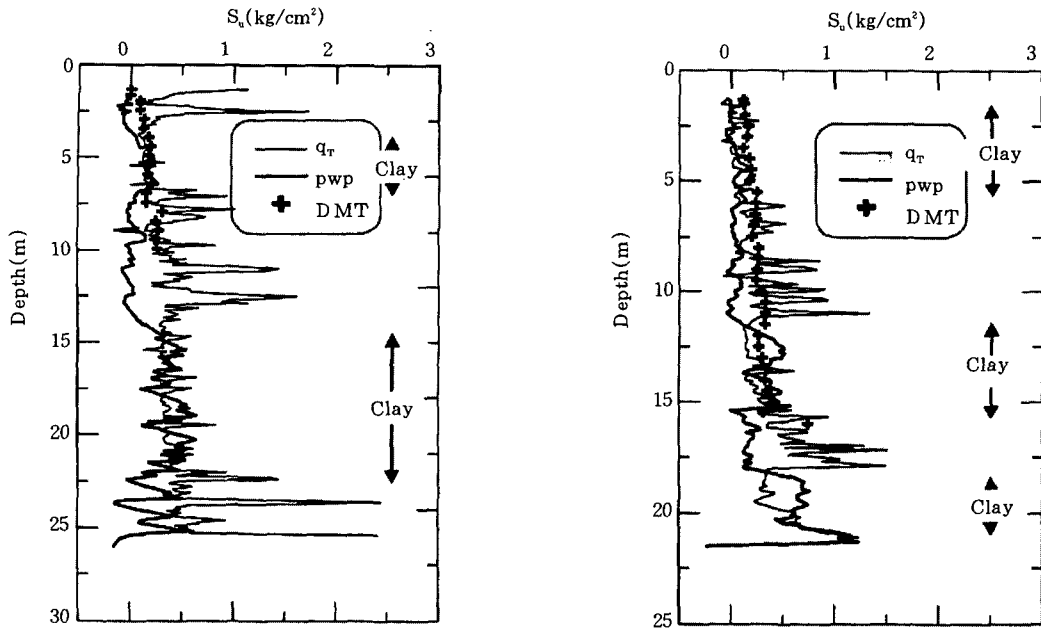 Sᵤ(kg/cm²)
0 1 2 3
0
5
10
15
20
25
30
Depth(m)
qT
pwp
DMT
Clay
Clay
Sᵤ(kg/cm²)
0 1 2 3
0
5
10
15
20
25
Depth(m)
qT
pwp
DMT
Clay
Clay
Clay